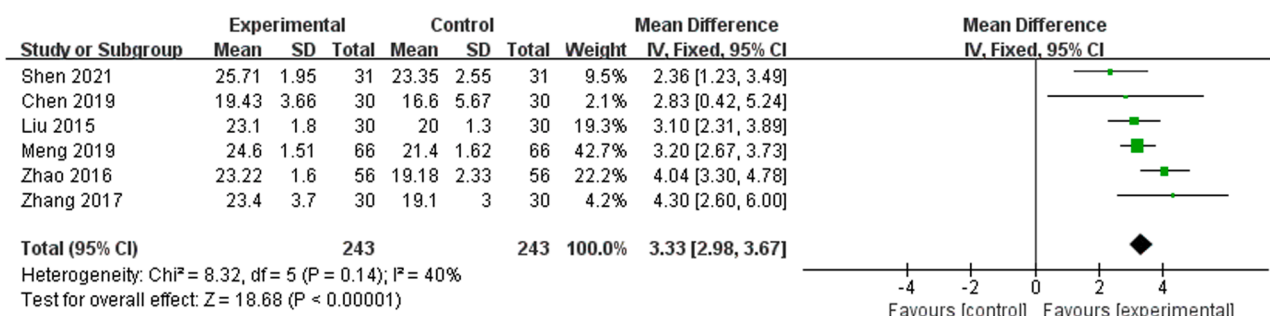 Experimental Control Mean Difference Mean Difference
Study or Subgroup Mean SD Total Mean SD Total Weight IV, Fixed, 95% CI IV, Fixed, 95% CI
Shen 2021 25.71 1.95 31 23.35 2.55 31 9.5% 2.36 [1.23, 3.49]
Chen 2019 19.43 3.66 30 16.6 5.67 30 2.1% 2.83 [0.42, 5.24]
Liu 2015 23.1 1.8 30 20 1.3 30 19.3% 3.10 [2.31, 3.89]
Meng 2019 24.6 1.51 66 21.4 1.62 66 42.7% 3.20 [2.67, 3.73]
Zhao 2016 23.22 1.6 56 19.18 2.33 56 22.2% 4.04 [3.30, 4.78]
Zhang 2017 23.4 3.7 30 19.1 3 30 4.2% 4.30 [2.60, 6.00]
Total (95% CI) 243 243 100.0% 3.33 [2.98, 3.67]
Heterogeneity: Chi² = 8.32, df = 5 (P = 0.14); I² = 40%
Test for overall effect: Z = 18.68 (P < 0.00001)
-4 -2 0 2 4
Favours [control] Favours [experimental]